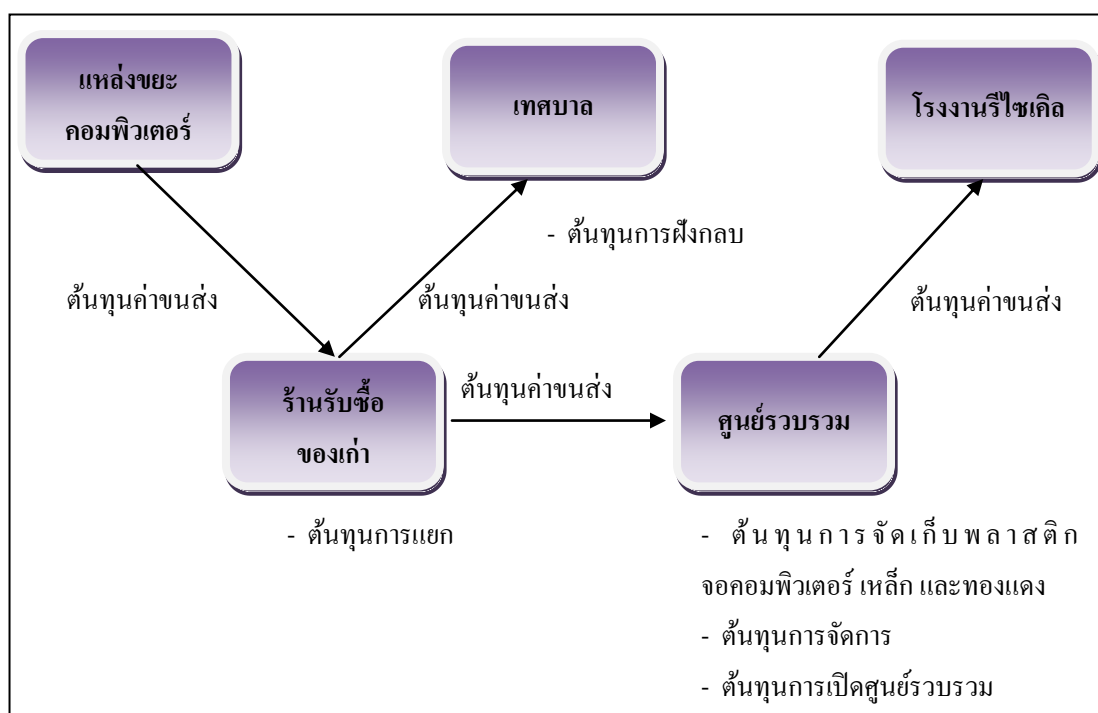 แหล่งขยะ
คอมพิวเตอร์
เทศบาล
โรงงานรีไซเคิล
- ต้นทุนการฝังกลบ
ต้นทุนค่าขนส่ง
ต้นทุนค่าขนส่ง
ต้นทุนค่าขนส่ง
ร้านรับซื้อ
ของเก่า
ต้นทุนค่าขนส่ง
ศูนย์รวบรวม
- ต้นทุนการแยก
- ต้นทุนการจัดเก็บพลาสติก
จอคอมพิวเตอร์ เหล็ก และทองแดง
- ต้นทุนการจัดการ
- ต้นทุนการเปิดศูนย์รวบรวม